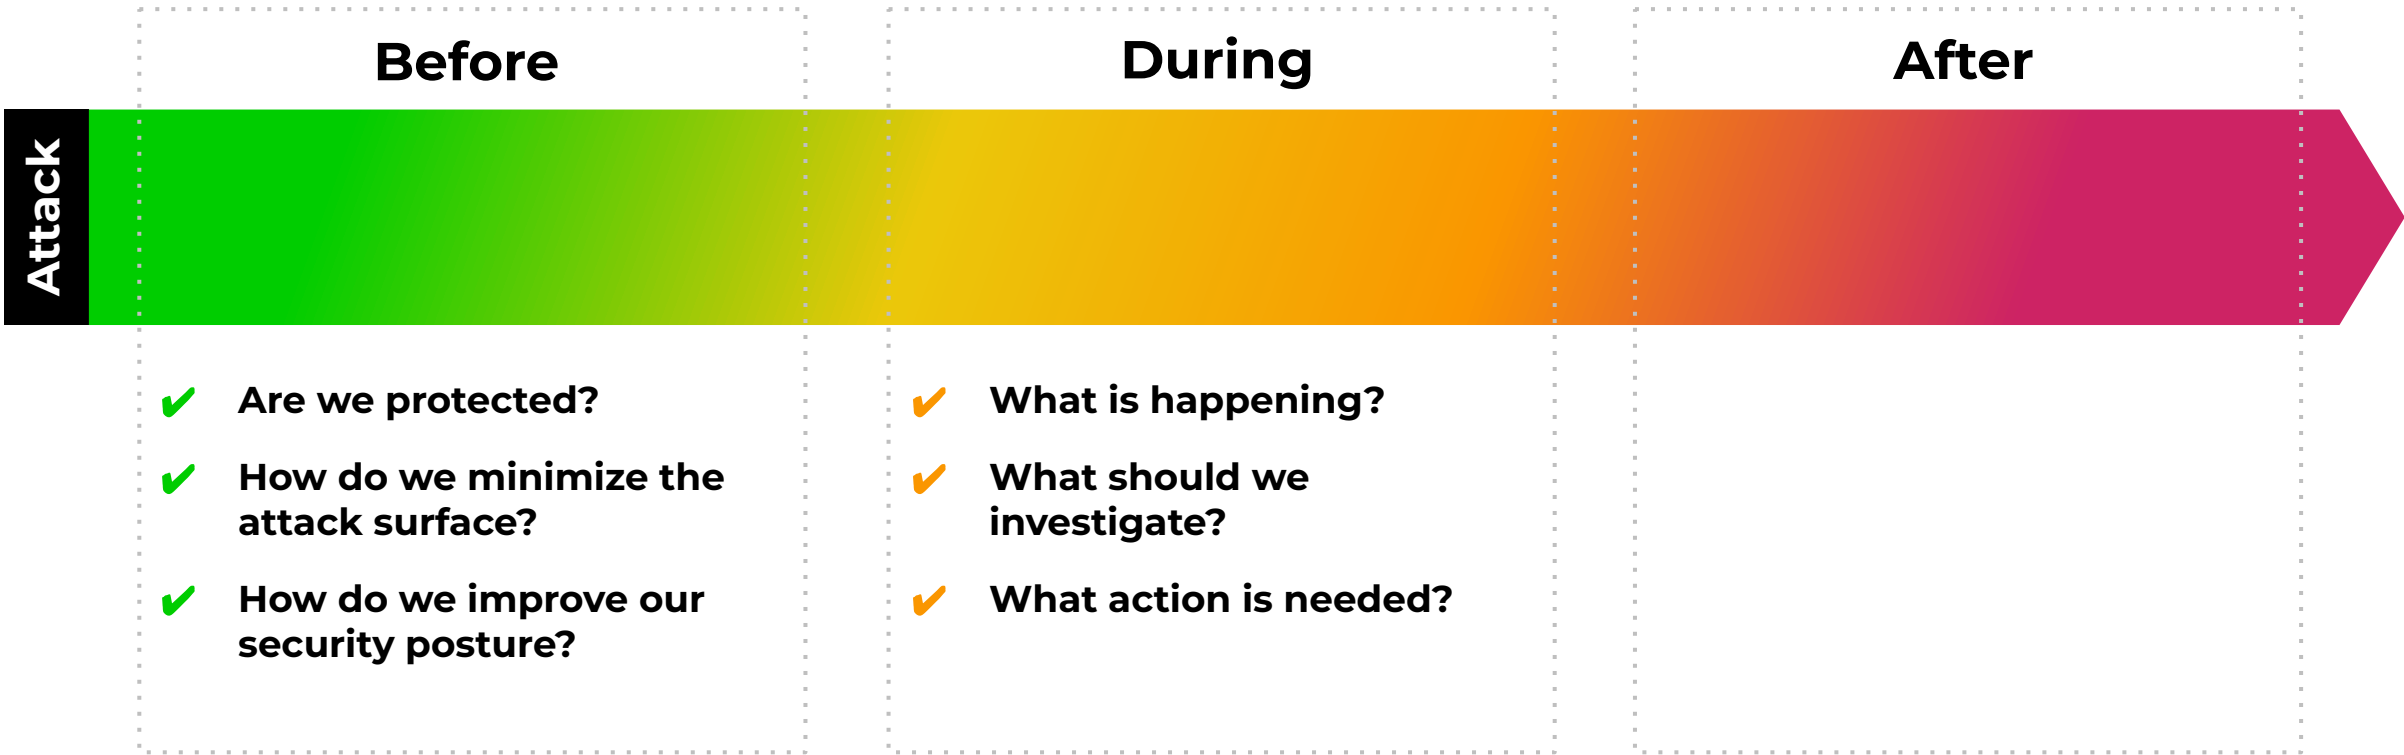 Before
During
After
Attack
Are we protected?
How do we minimize the
attack surface?
How do we improve our
security posture?
What is happening?
What should we
investigate?
What action is needed?